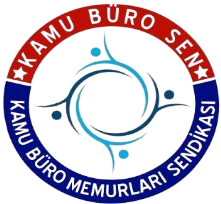 KAMU BÜRO SEN
KAMU BÜRO MEMURLARI SENDİKASI